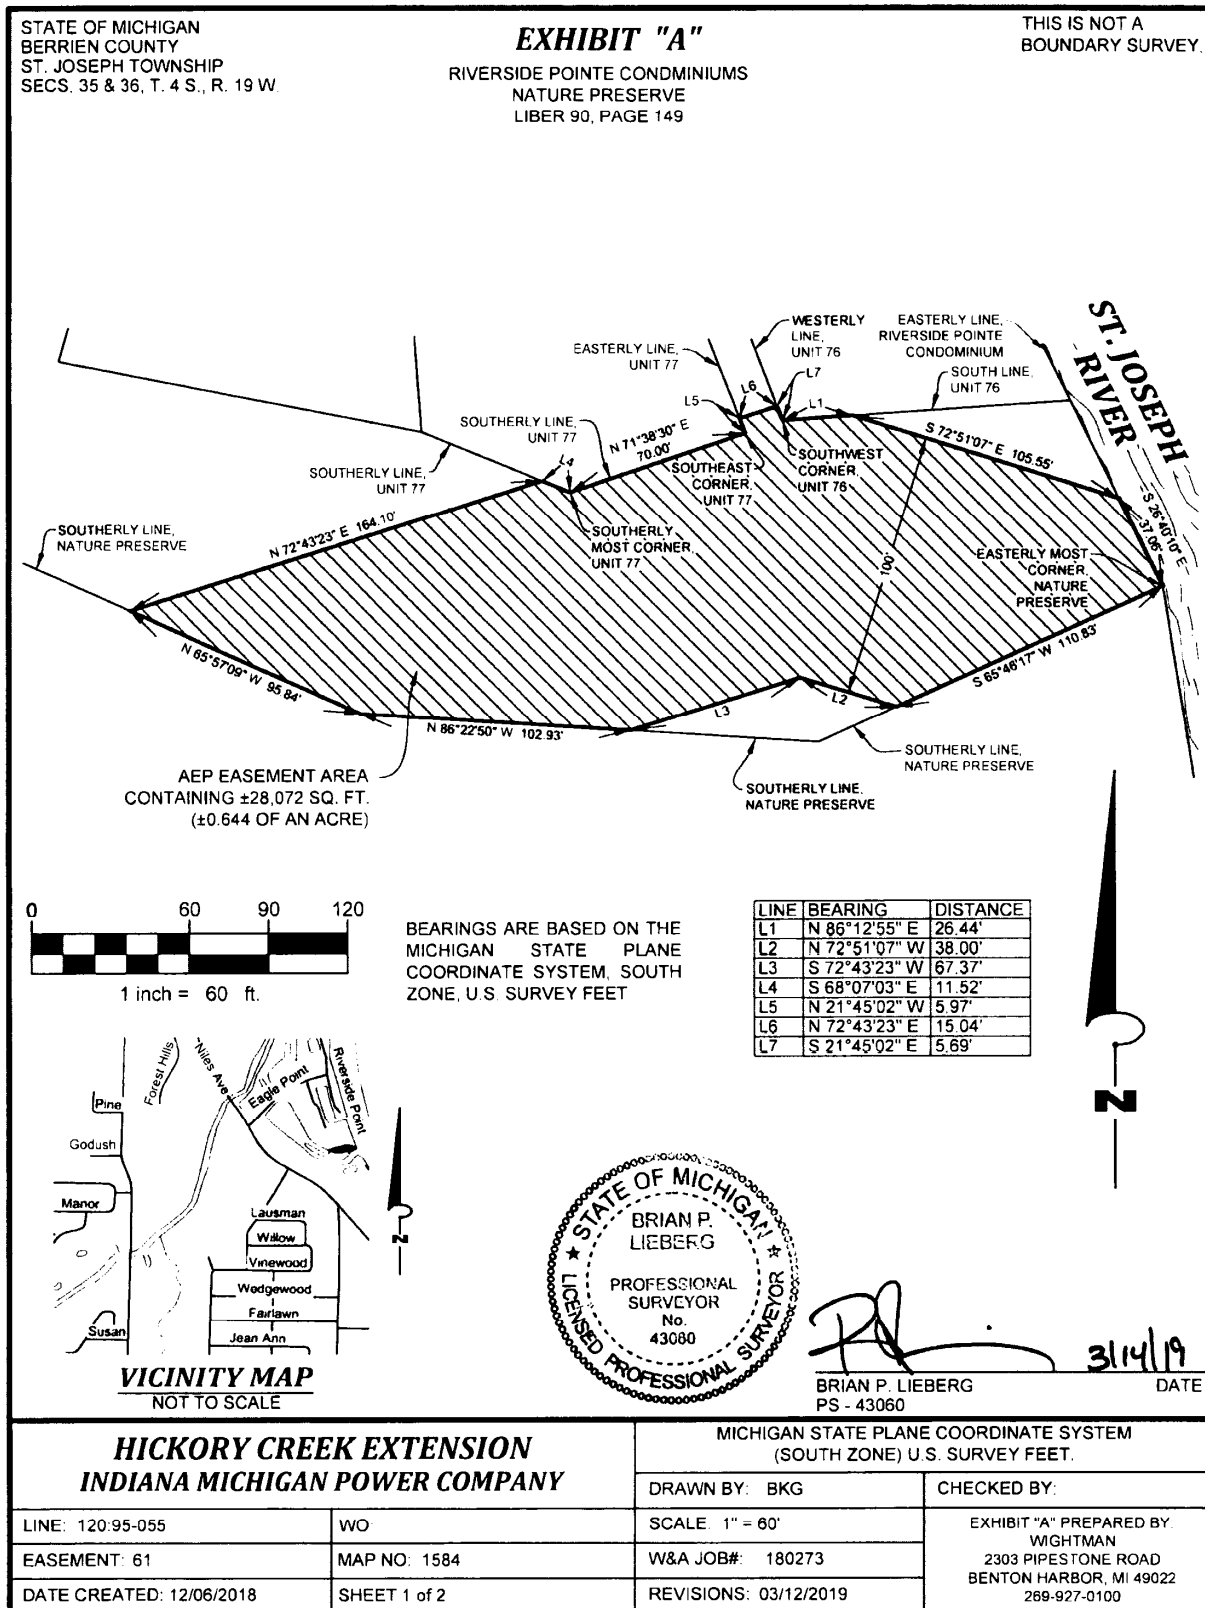 STATE OF MICHIGAN
BERRIEN COUNTY
ST. JOSEPH TOWNSHIP
SECS. 35 & 36, T. 4 S., R. 19 W.
EXHIBIT "A"
RIVERSIDE POINTE CONDMINIUMS
NATURE PRESERVE
LIBER 90, PAGE 149
THIS IS NOT A
BOUNDARY SURVEY.
ST. JOSEPH
RIVER
WESTERLY
LINE,
UNIT 76
EASTERLY LINE,
RIVERSIDE POINTE
CONDOMINIUM
EASTERLY LINE,
UNIT 77
L7
SOUTH LINE,
UNIT 76
L6
L5
L1
SOUTHERLY LINE,
UNIT 77
N 71°38'30" E
70.00'
S 72°51'07" E 105.55'
SOUTHERLY LINE,
UNIT 77
L4
SOUTHEAST
CORNER,
UNIT 77
SOUTHWEST
CORNER,
UNIT 76
SOUTHERLY LINE,
NATURE PRESERVE
N 72°43'23" E 164.10'
SOUTHERLY
MOST CORNER,
UNIT 77
100'
S 26°40'10" E
37.06'
EASTERLY MOST
CORNER,
NATURE
PRESERVE
N 65°57'09" W 95.84'
S 65°46'17" W 110.83'
L3
L2
N 86°22'50" W 102.93'
SOUTHERLY LINE,
NATURE PRESERVE
SOUTHERLY LINE,
NATURE PRESERVE
AEP EASEMENT AREA
CONTAINING ±28,072 SQ. FT.
(±0.644 OF AN ACRE)
0 60 90 120
1 inch = 60 ft.
BEARINGS ARE BASED ON THE
MICHIGAN STATE PLANE
COORDINATE SYSTEM, SOUTH
ZONE, U.S. SURVEY FEET
LINE BEARING DISTANCE
L1 N 86°12'55" E 26.44'
L2 N 72°51'07" W 38.00'
L3 S 72°43'23" W 67.37'
L4 S 68°07'03" E 11.52'
L5 N 21°45'02" W 5.97'
L6 N 72°43'23" E 15.04'
L7 S 21°45'02" E 5.69'
N
Forest Hills
Niles Ave
Eagle Point
Riverside Point
Pine
Godush
Manor
Lausman
Willow
Vinewood
Wedgewood
Fairlawn
Jean Ann
Susan
N
VICINITY MAP
NOT TO SCALE
STATE OF MICHIGAN
BRIAN P.
LIEBERG
PROFESSIONAL
SURVEYOR
No.
43060
LICENSED PROFESSIONAL SURVEYOR
3/14/19
BRIAN P. LIEBERG DATE
PS - 43060
HICKORY CREEK EXTENSION
INDIANA MICHIGAN POWER COMPANY
MICHIGAN STATE PLANE COORDINATE SYSTEM
(SOUTH ZONE) U.S. SURVEY FEET.
DRAWN BY: BKG
CHECKED BY:
LINE: 120:95-055
WO
SCALE. 1" = 60'
EXHIBIT "A" PREPARED BY.
WIGHTMAN
2303 PIPESTONE ROAD
BENTON HARBOR, MI 49022
269-927-0100
EASEMENT: 61
MAP NO: 1584
W&A JOB#: 180273
DATE CREATED: 12/06/2018
SHEET 1 of 2
REVISIONS: 03/12/2019